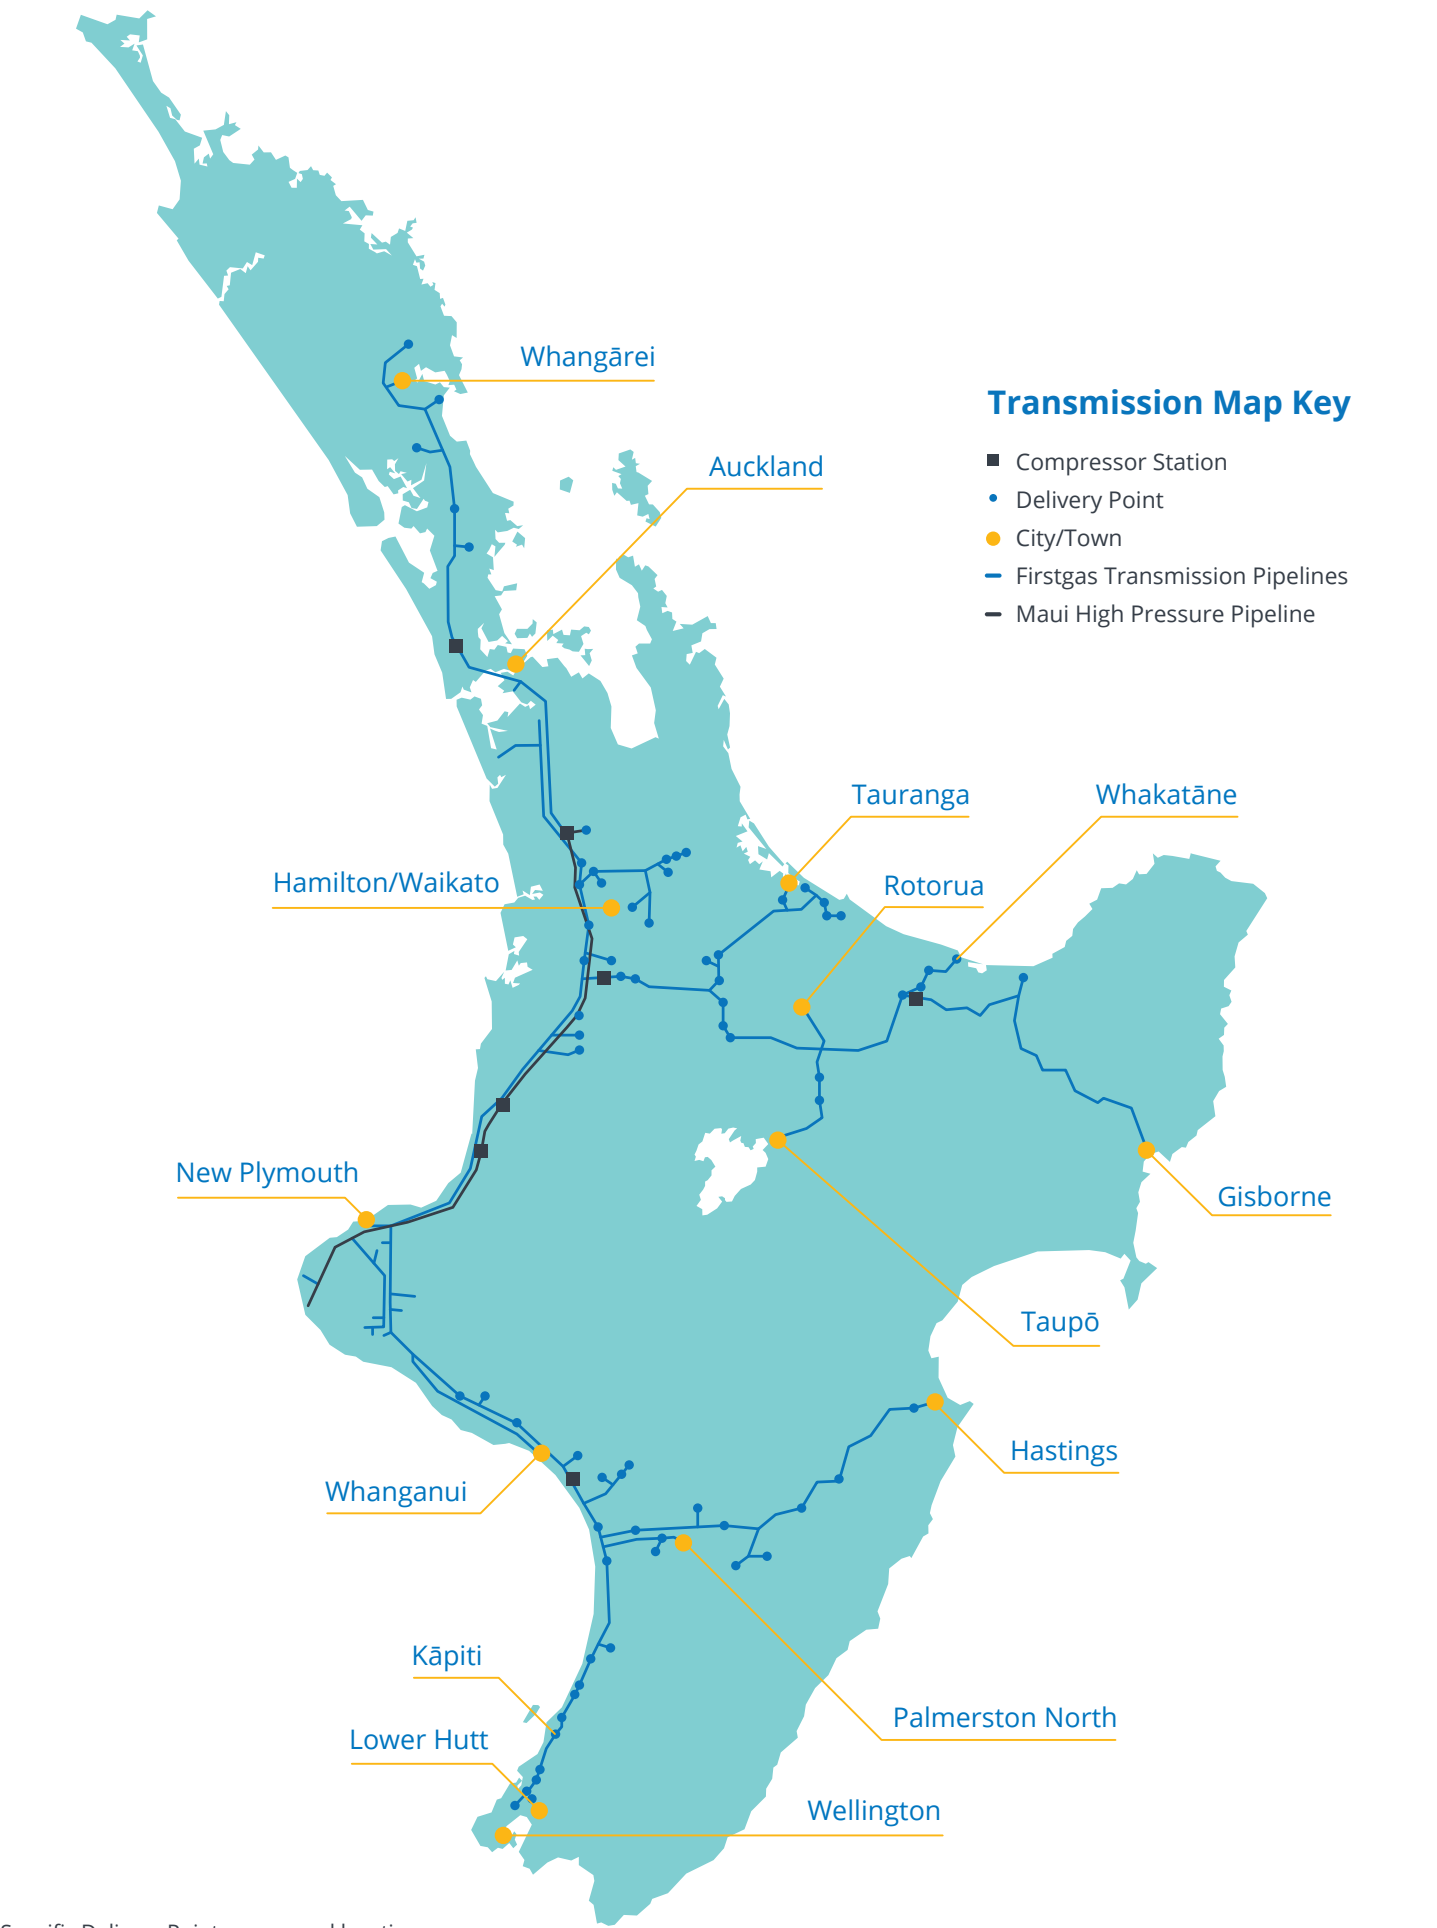 Whangārei
Transmission Map Key
Compressor Station
Delivery Point
City/Town
Firstgas Transmission Pipelines
Maui High Pressure Pipeline
Auckland
Tauranga
Whakatāne
Hamilton/Waikato
Rotorua
New Plymouth
Gisborne
Taupō
Hastings
Whanganui
Kāpiti
Palmerston North
Lower Hutt
Wellington